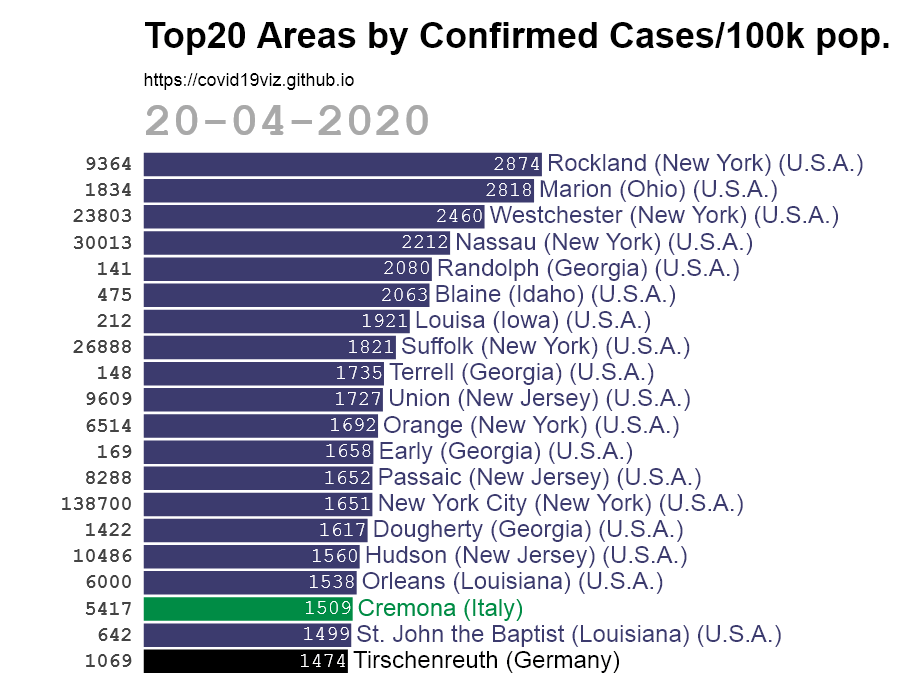 Top20 Areas by Confirmed Cases/100k pop.
https://covid19viz.github.io
20-04-2020
9364 2874 Rockland (New York) (U.S.A.)
1834 2818 Marion (Ohio) (U.S.A.)
23803 2460 Westchester (New York) (U.S.A.)
30013 2212 Nassau (New York) (U.S.A.)
141 2080 Randolph (Georgia) (U.S.A.)
475 2063 Blaine (Idaho) (U.S.A.)
212 1921 Louisa (Iowa) (U.S.A.)
26888 1821 Suffolk (New York) (U.S.A.)
148 1735 Terrell (Georgia) (U.S.A.)
9609 1727 Union (New Jersey) (U.S.A.)
6514 1692 Orange (New York) (U.S.A.)
169 1658 Early (Georgia) (U.S.A.)
8288 1652 Passaic (New Jersey) (U.S.A.)
138700 1651 New York City (New York) (U.S.A.)
1422 1617 Dougherty (Georgia) (U.S.A.)
10486 1560 Hudson (New Jersey) (U.S.A.)
6000 1538 Orleans (Louisiana) (U.S.A.)
5417 1509 Cremona (Italy)
642 1499 St. John the Baptist (Louisiana) (U.S.A.)
1069 1474 Tirschenreuth (Germany)